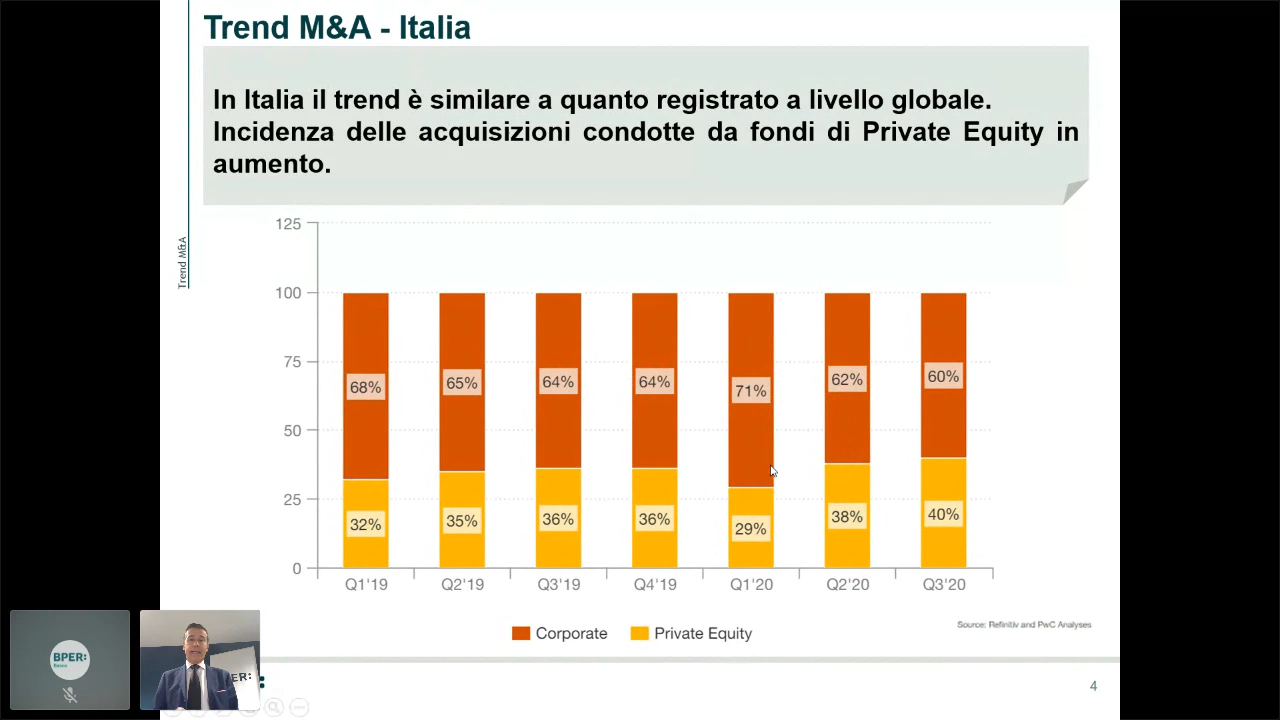 Trend M&A - Italia
In Italia il trend è similare a quanto registrato a livello globale.
Incidenza delle acquisizioni condotte da fondi di Private Equity in
aumento.
Trend M&A
125
100
75
50
25
0
68% 65% 64% 64% 71% 62% 60%
32% 35% 36% 36% 29% 38% 40%
Q1'19 Q2'19 Q3'19 Q4'19 Q1'20 Q2'20 Q3'20
Corporate Private Equity
Source: Refinitiv and PwC Analyses
BPER:
Banca
ER:
4